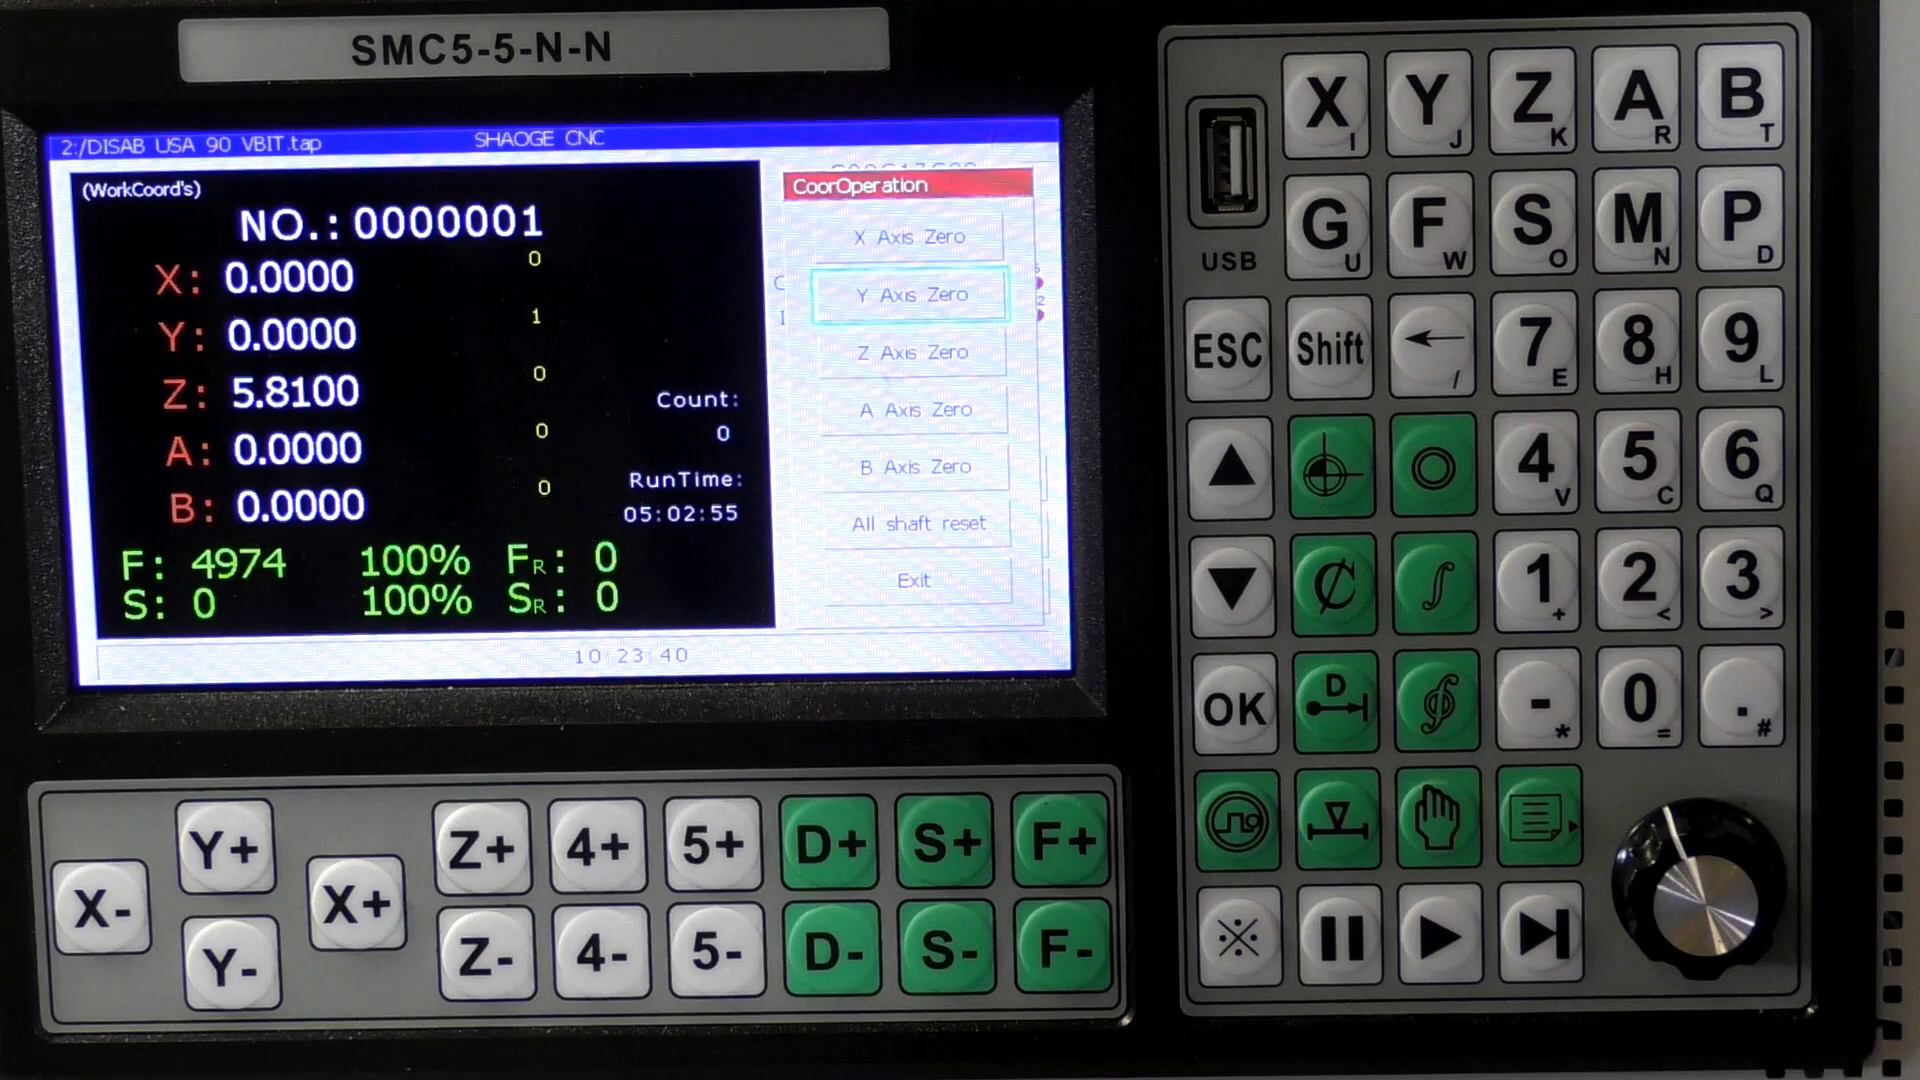 SMC5-5-N-N
2:/DISAB USA 90 VBIT.tap SHAOGE CNC
(WorkCoord's)
NO.: 0000001
0
X: 0.0000
1
Y: 0.0000
0
Z: 5.8100
0
A: 0.0000
0
B: 0.0000
Count:
0
RunTime:
05:02:55
F: 4974 100% FR: 0
S: 0 100% SR: 0
CoorOperation
X Axis Zero
Y Axis Zero
Z Axis Zero
A Axis Zero
B Axis Zero
All shaft reset
Exit
10:23:40
USB
X I Y J Z K A R B T
G U F W S O M N P D
ESC Shift ← / 7 E 8 H 9 L
4 V 5 C 6 Q
1 + 2 < 3 >
OK D - * 0 = . #
X- Y+ X+ Z+ 4+ 5+ D+ S+ F+
Y- Z- 4- 5- D- S- F-